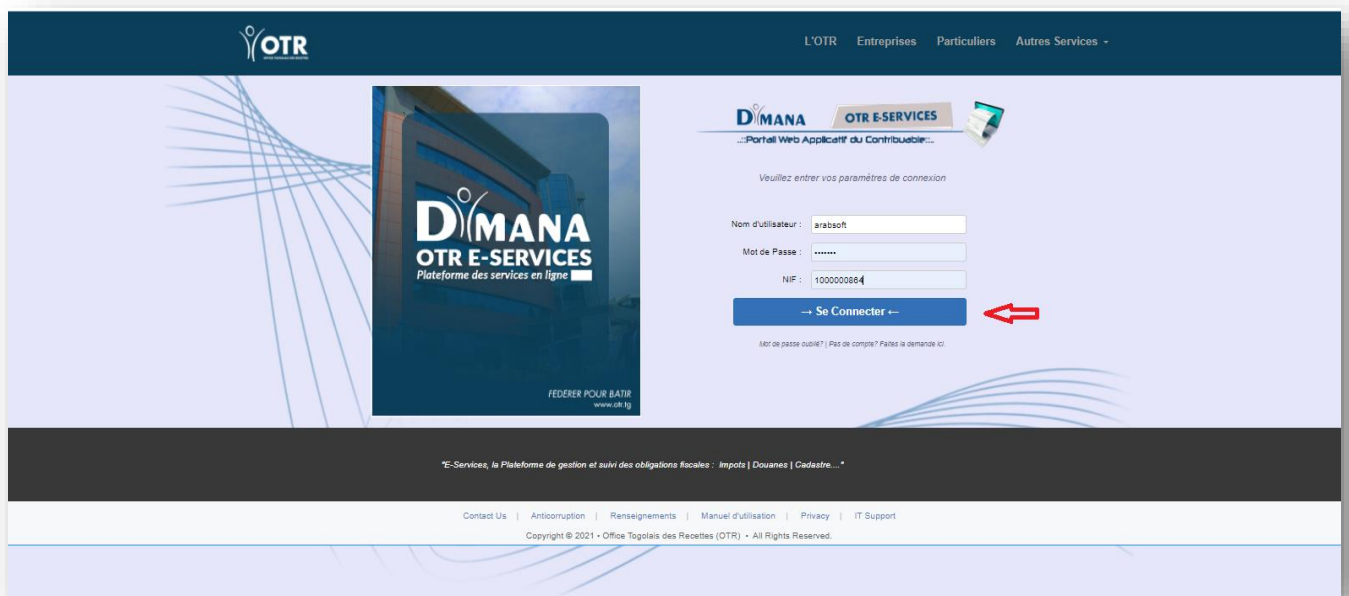 OTR
L'OTR Entreprises Particuliers Autres Services
DYMANA OTR E-SERVICES
..::Portail Web Applicatif du Contribuable::..
Veuillez entrer vos paramètres de connexion
Nom d'utilisateur : arabsoft
Mot de Passe : •••••••
NIF : 1000000864
→ Se Connecter ←
Mot de passe oublié? | Pas de compte? Faites la demande ici.
DYMANA
OTR E-SERVICES
Plateforme des services en ligne
FEDERER POUR BATIR
www.otr.tg
"E-Services, la Plateforme de gestion et suivi des obligations fiscales : Impots | Douanes | Cadastre...."
Contact Us | Anticorruption | Renseignements | Manuel d'utilisation | Privacy | IT Support
Copyright © 2021 • Office Togolais des Recettes (OTR) • All Rights Reserved.